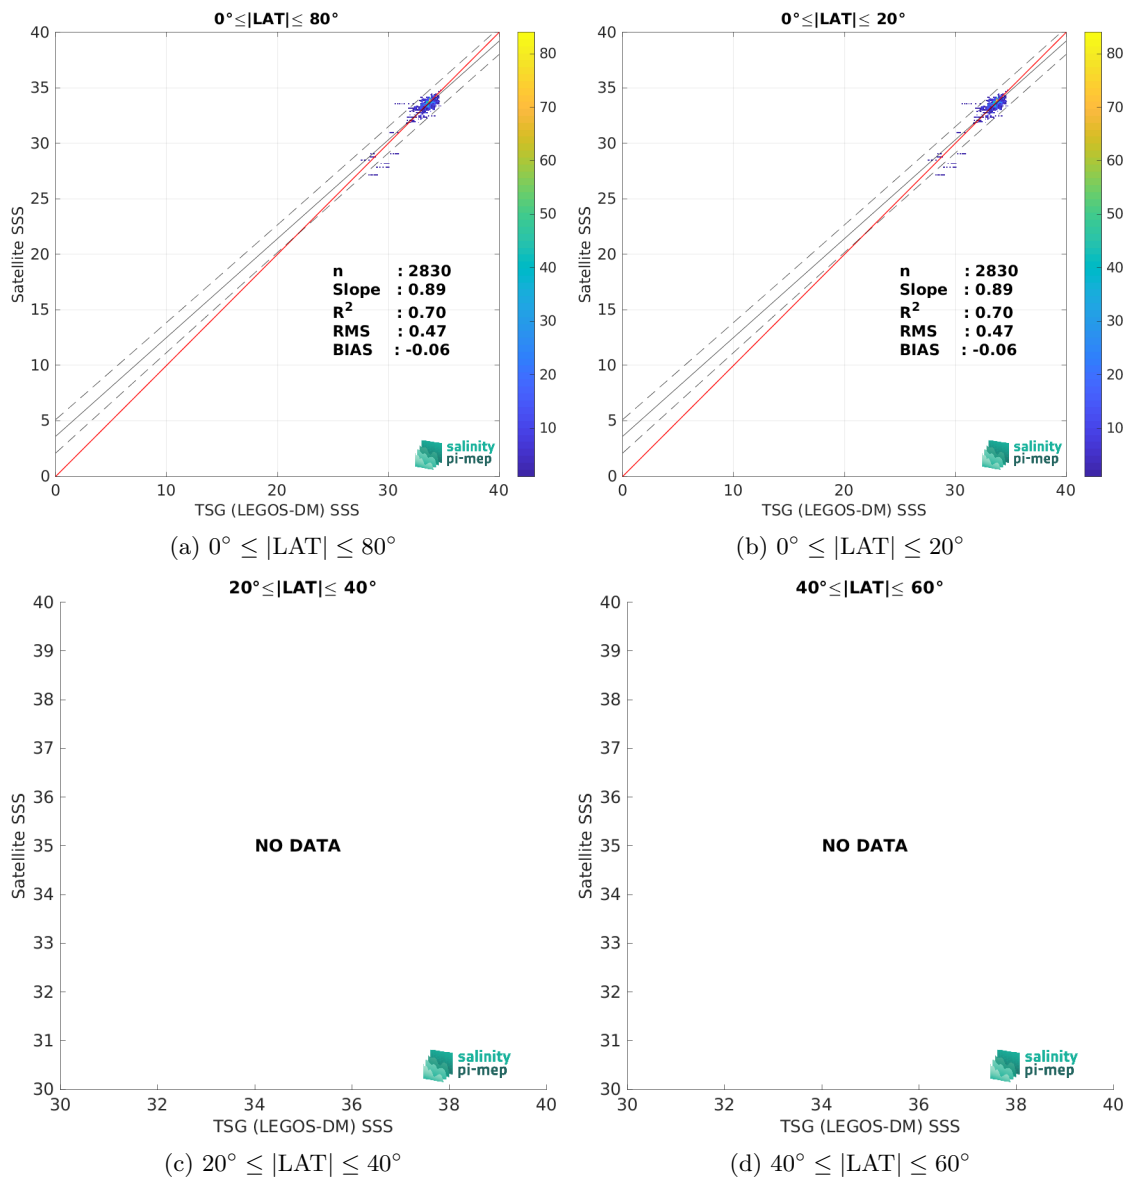 0°≤|LAT|≤ 80°
40
35
30
25
20
15
10
5
0
Satellite SSS
n : 2830
Slope : 0.89
R² : 0.70
RMS : 0.47
BIAS : -0.06
salinity
pi-mep
0 10 20 30 40
TSG (LEGOS-DM) SSS
80
70
60
50
40
30
20
10
(a) 0° ≤ |LAT| ≤ 80°
0°≤|LAT|≤ 20°
40
35
30
25
20
15
10
5
0
Satellite SSS
n : 2830
Slope : 0.89
R² : 0.70
RMS : 0.47
BIAS : -0.06
salinity
pi-mep
0 10 20 30 40
TSG (LEGOS-DM) SSS
80
70
60
50
40
30
20
10
(b) 0° ≤ |LAT| ≤ 20°
20°≤|LAT|≤ 40°
40
39
38
37
36
35
34
33
32
31
30
Satellite SSS
NO DATA
salinity
pi-mep
30 32 34 36 38 40
TSG (LEGOS-DM) SSS
(c) 20° ≤ |LAT| ≤ 40°
40°≤|LAT|≤ 60°
40
39
38
37
36
35
34
33
32
31
30
Satellite SSS
NO DATA
salinity
pi-mep
30 32 34 36 38 40
TSG (LEGOS-DM) SSS
(d) 40° ≤ |LAT| ≤ 60°